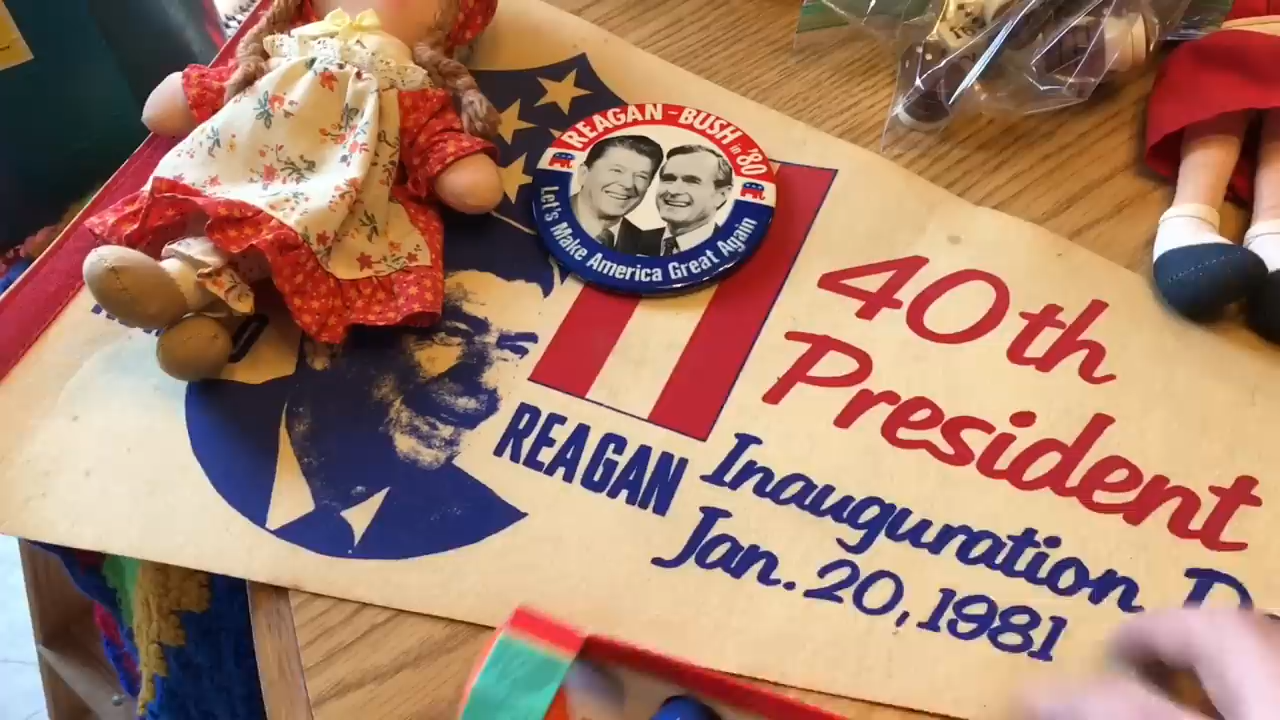 REAGAN-BUSH in '80
Let's Make America Great Again
40th
President
REAGAN
Inauguration
Jan. 20, 1981